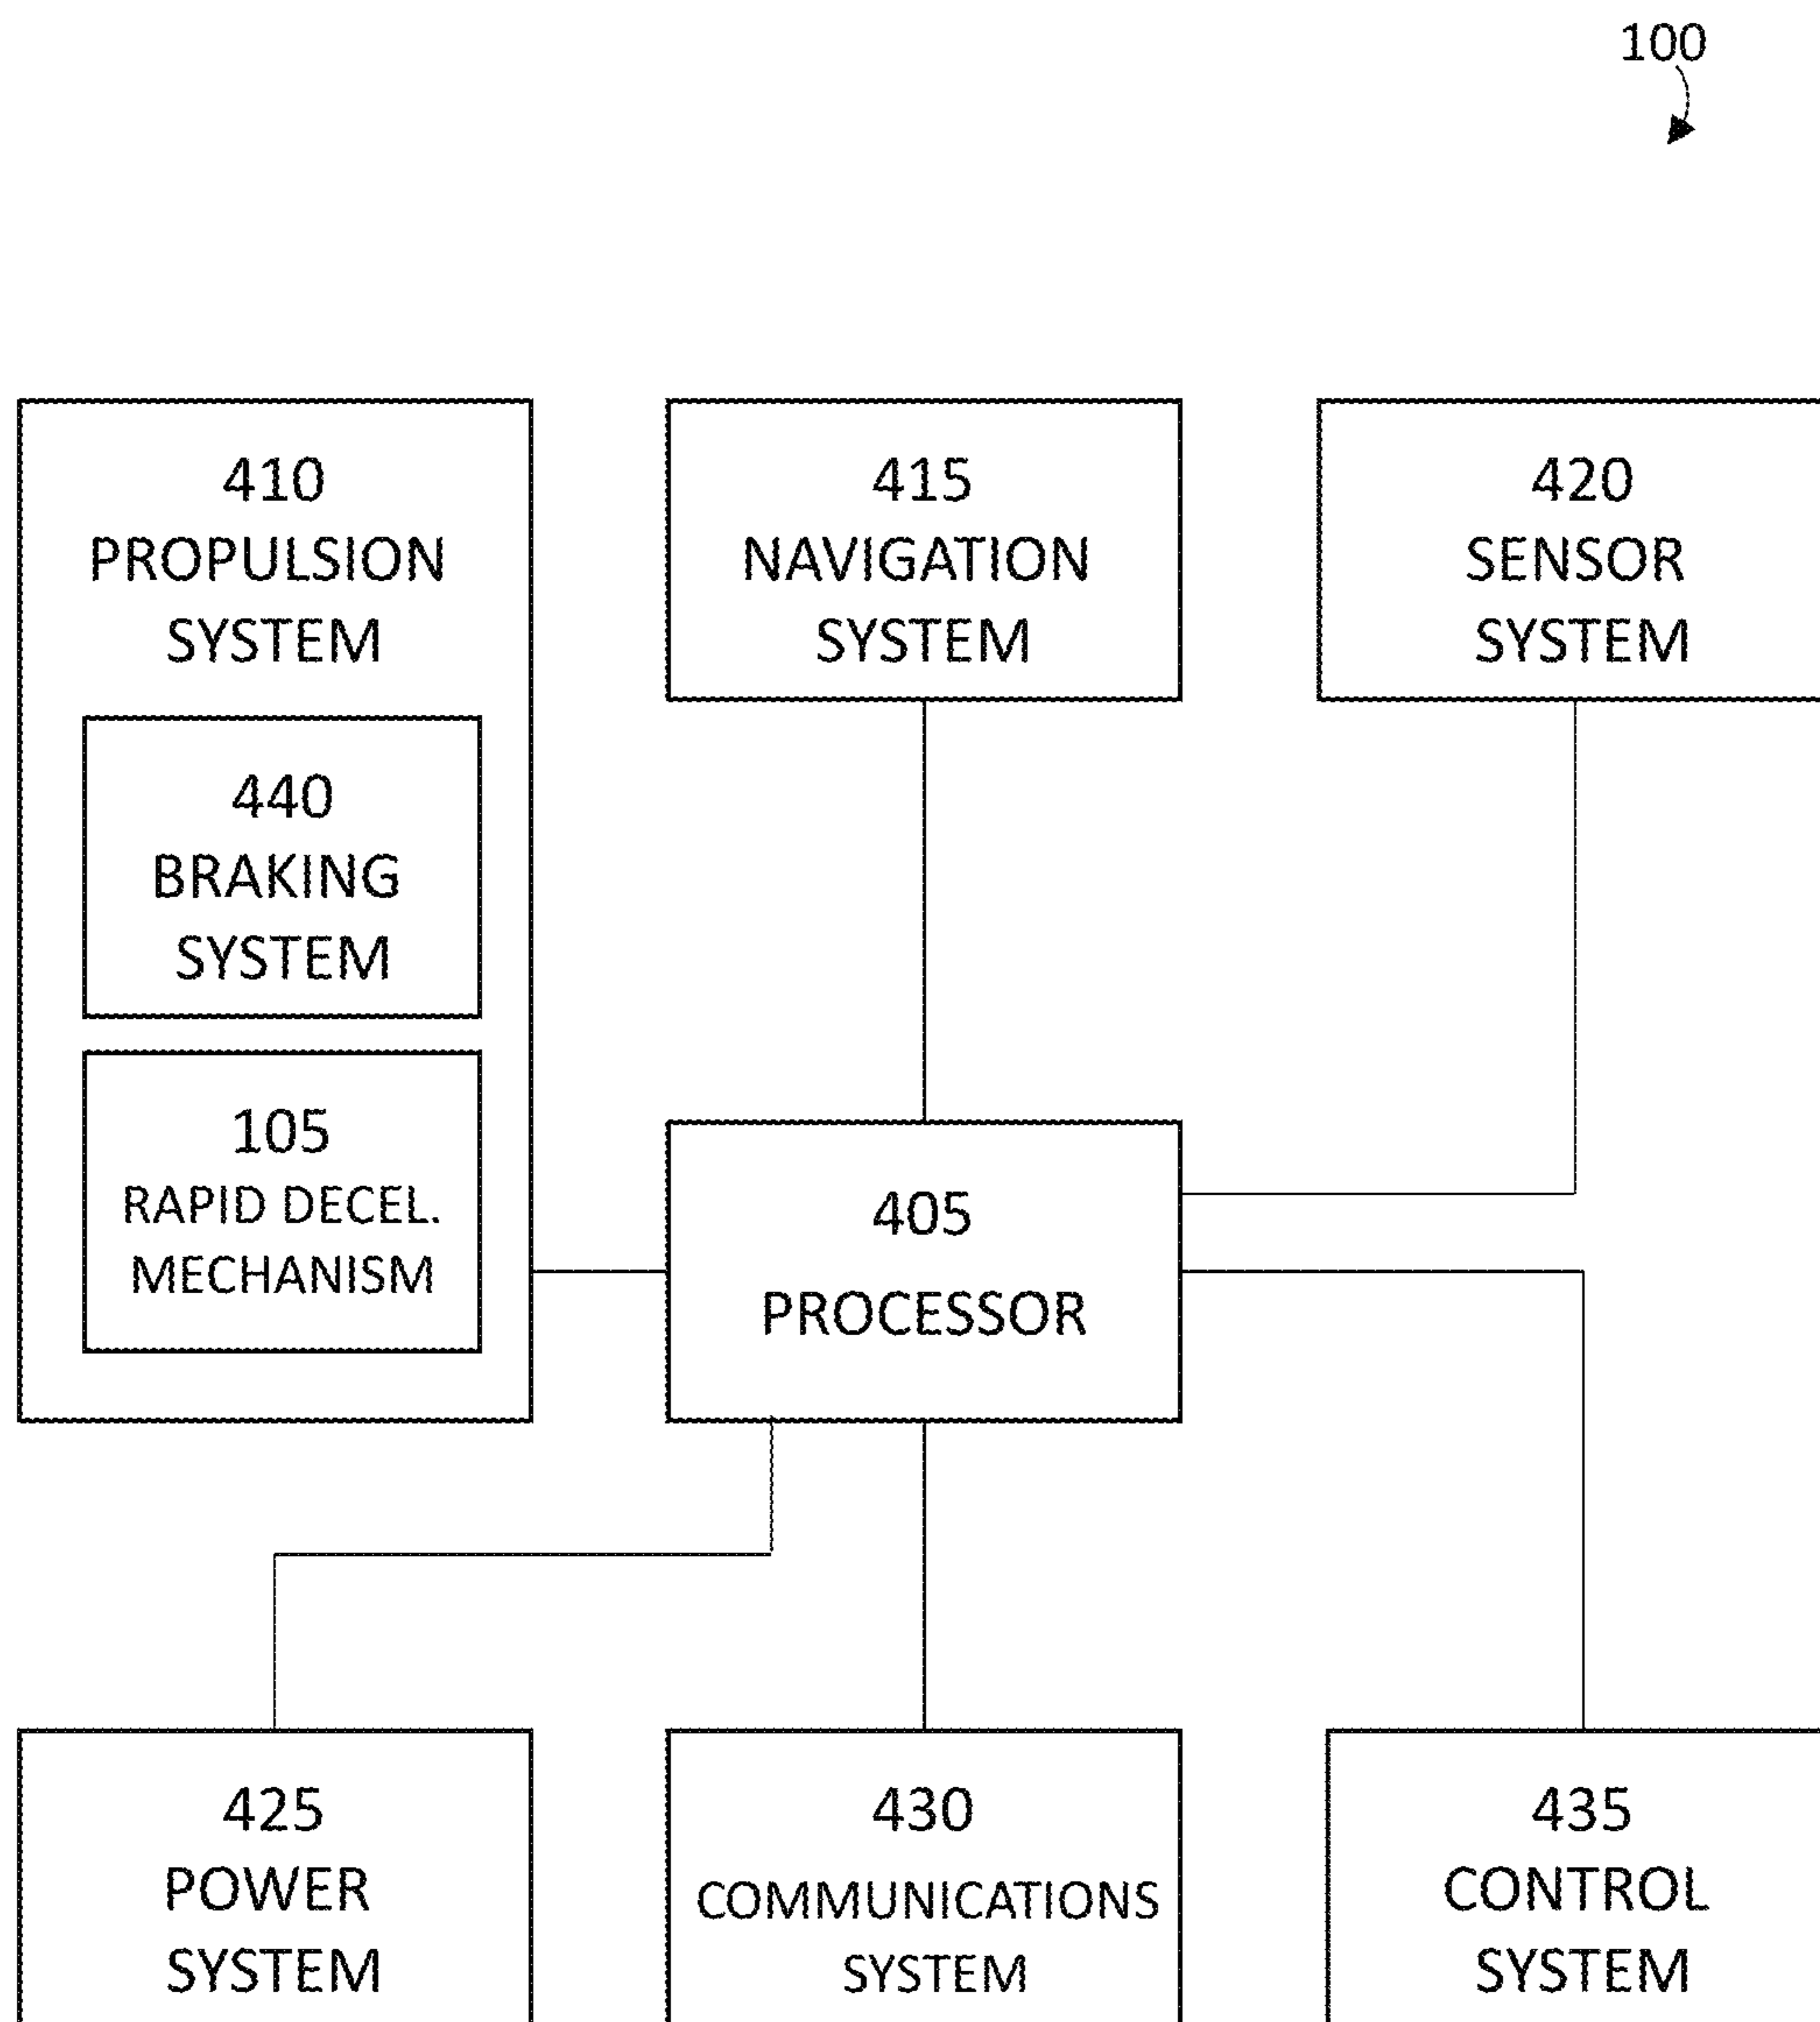 100
410
PROPULSION
SYSTEM
440
BRAKING
SYSTEM
105
RAPID DECEL.
MECHANISM
415
NAVIGATION
SYSTEM
420
SENSOR
SYSTEM
405
PROCESSOR
425
POWER
SYSTEM
430
COMMUNICATIONS
SYSTEM
435
CONTROL
SYSTEM